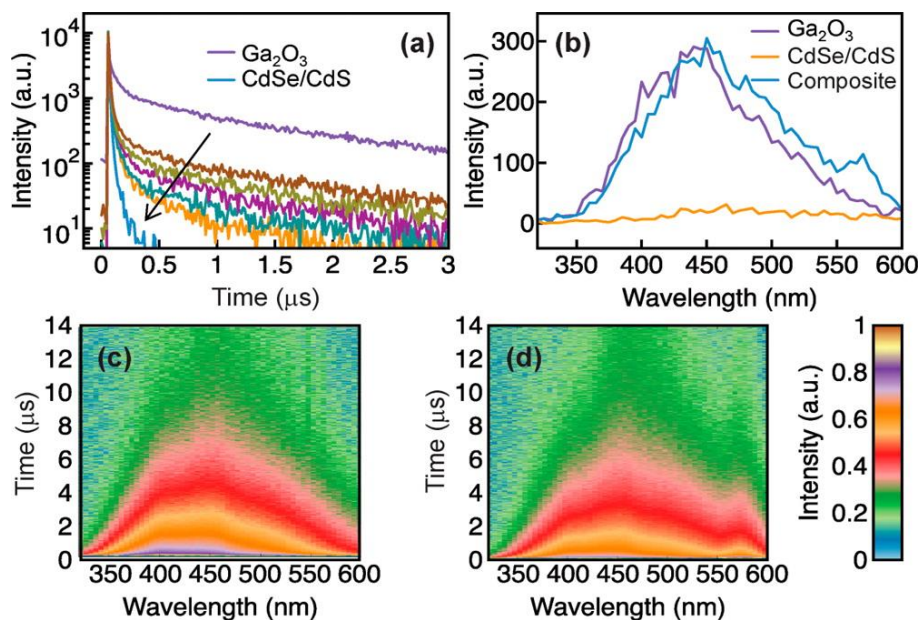 (a)
Ga₂O₃
CdSe/CdS
Intensity (a.u.)
10⁴
10³
10²
10¹
0 0.5 1 1.5 2 2.5 3
Time (μs)
(b)
Ga₂O₃
CdSe/CdS
Composite
Intensity (a.u.)
300
200
100
0
350 400 450 500 550 600
Wavelength (nm)
(c)
Time (μs)
14
12
10
8
6
4
2
0
350 400 450 500 550 600
Wavelength (nm)
(d)
Time (μs)
14
12
10
8
6
4
2
0
350 400 450 500 550 600
Wavelength (nm)
Intensity (a.u.)
1
0.8
0.6
0.4
0.2
0